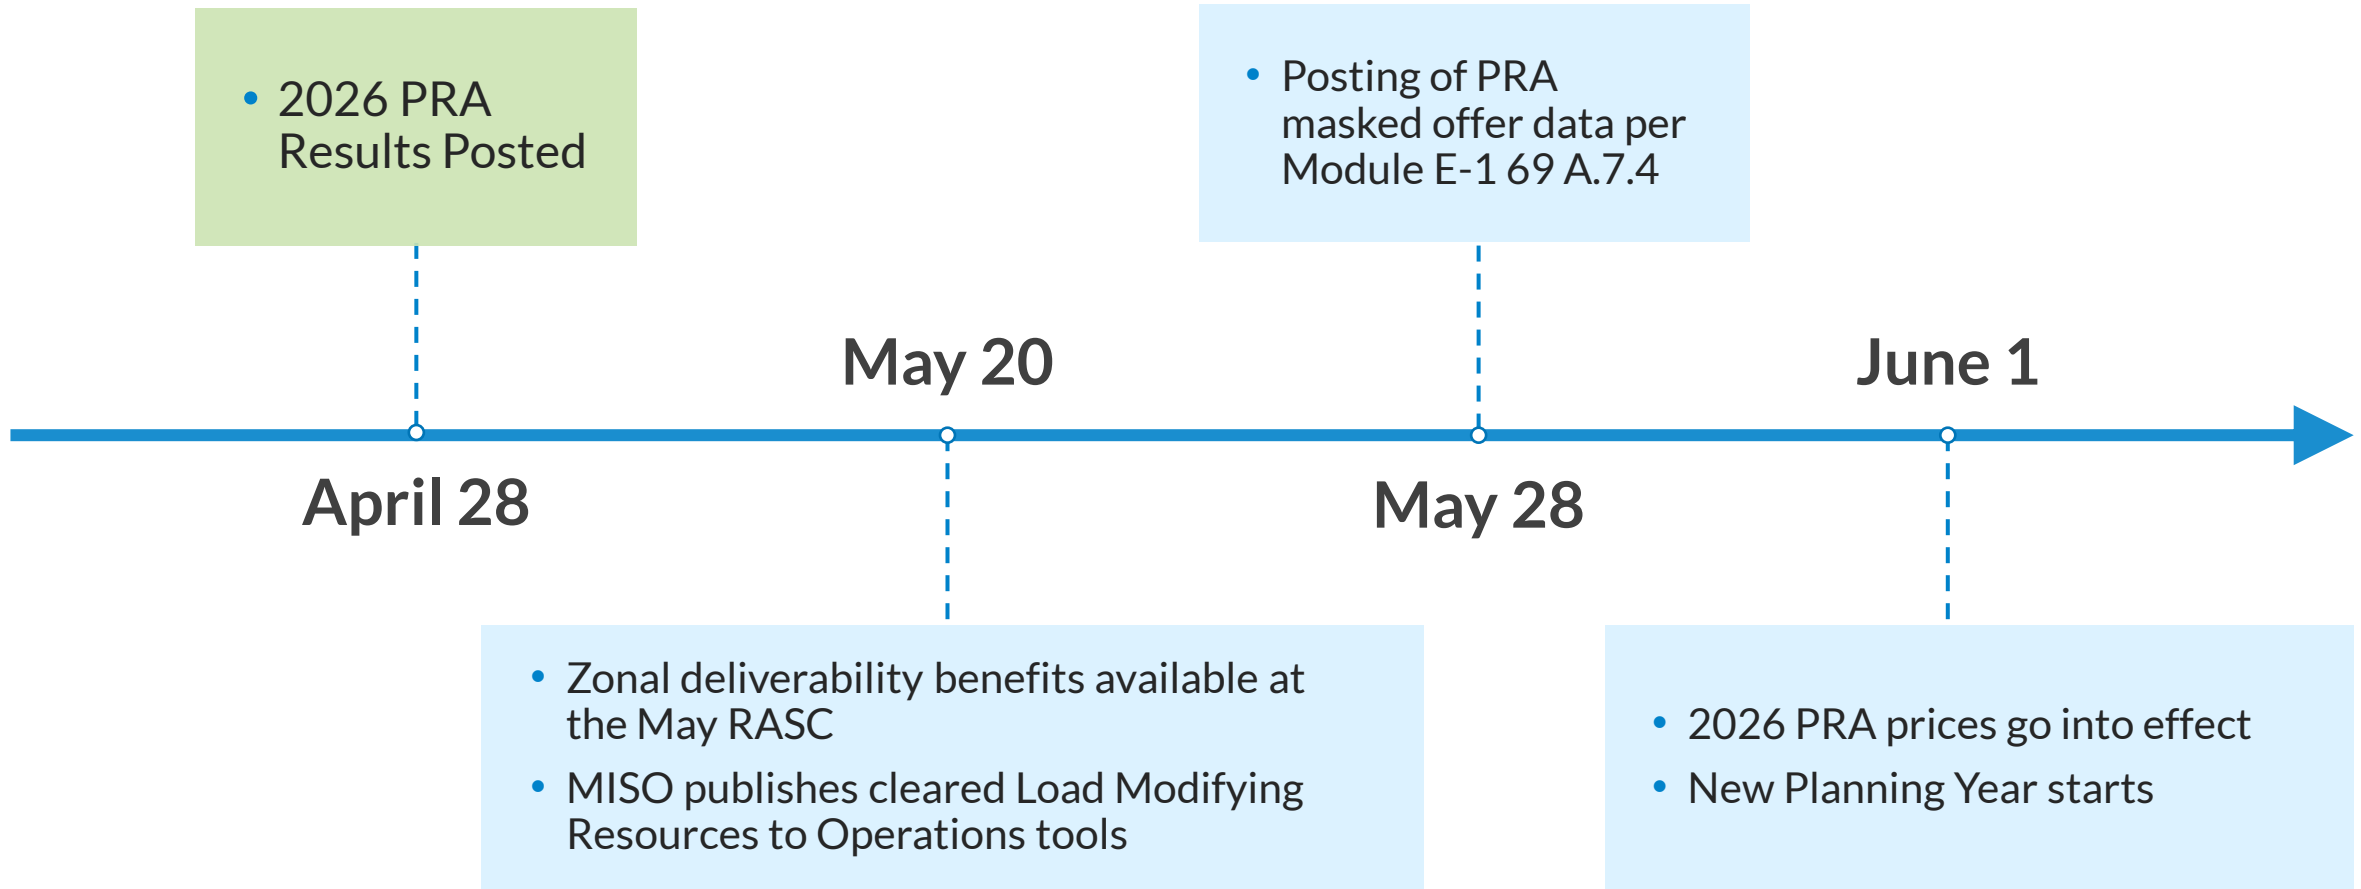 • 2026 PRA
Results Posted
• Posting of PRA
masked offer data per
Module E-1 69 A.7.4
May 20
June 1
April 28
May 28
• Zonal deliverability benefits available at
the May RASC
• MISO publishes cleared Load Modifying
Resources to Operations tools
• 2026 PRA prices go into effect
• New Planning Year starts